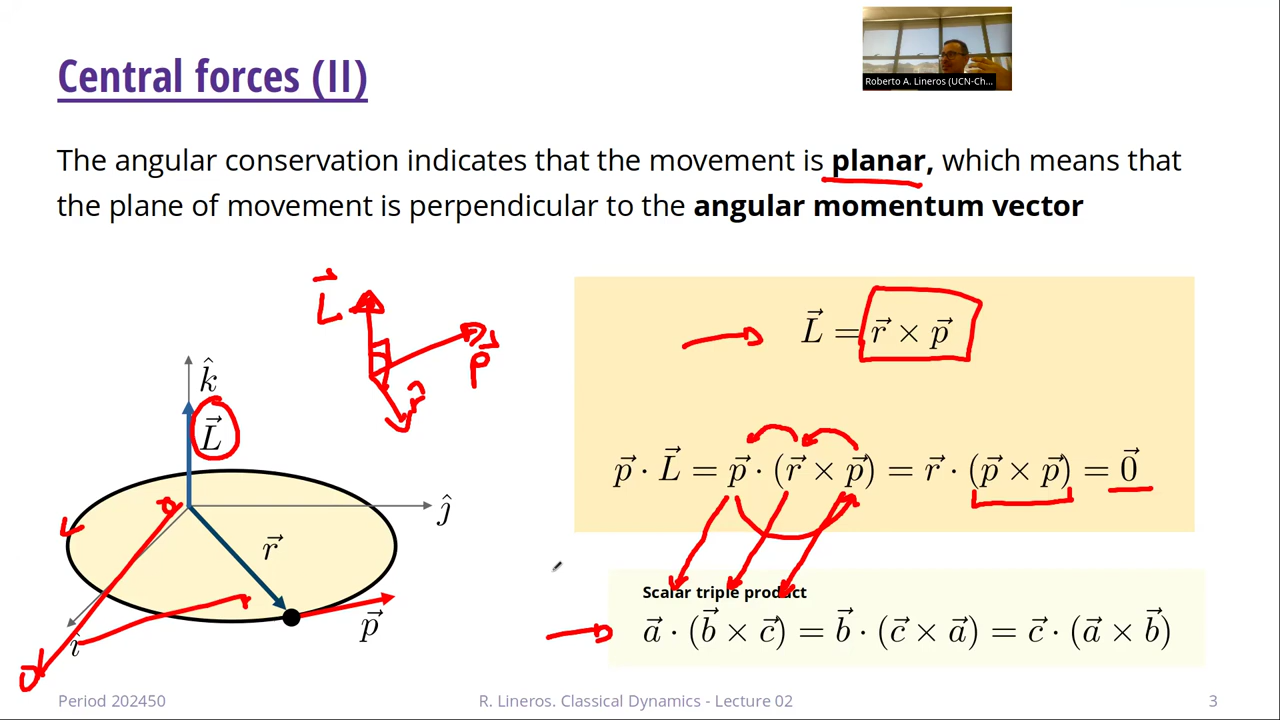 Central forces (II)
Roberto A. Lineros (UCN-Ch...
The angular conservation indicates that the movement is planar, which means that
the plane of movement is perpendicular to the angular momentum vector
L⃗
p⃗
r̂
k̂
L⃗
ĵ
r⃗
p⃗
î
L⃗ = r⃗ × p⃗
p⃗ · L⃗ = p⃗ · (r⃗ × p⃗) = r⃗ · (p⃗ × p⃗) = 0⃗
Scalar triple product
a⃗ · (b⃗ × c⃗) = b⃗ · (c⃗ × a⃗) = c⃗ · (a⃗ × b⃗)
Period 202450
R. Lineros. Classical Dynamics - Lecture 02
3